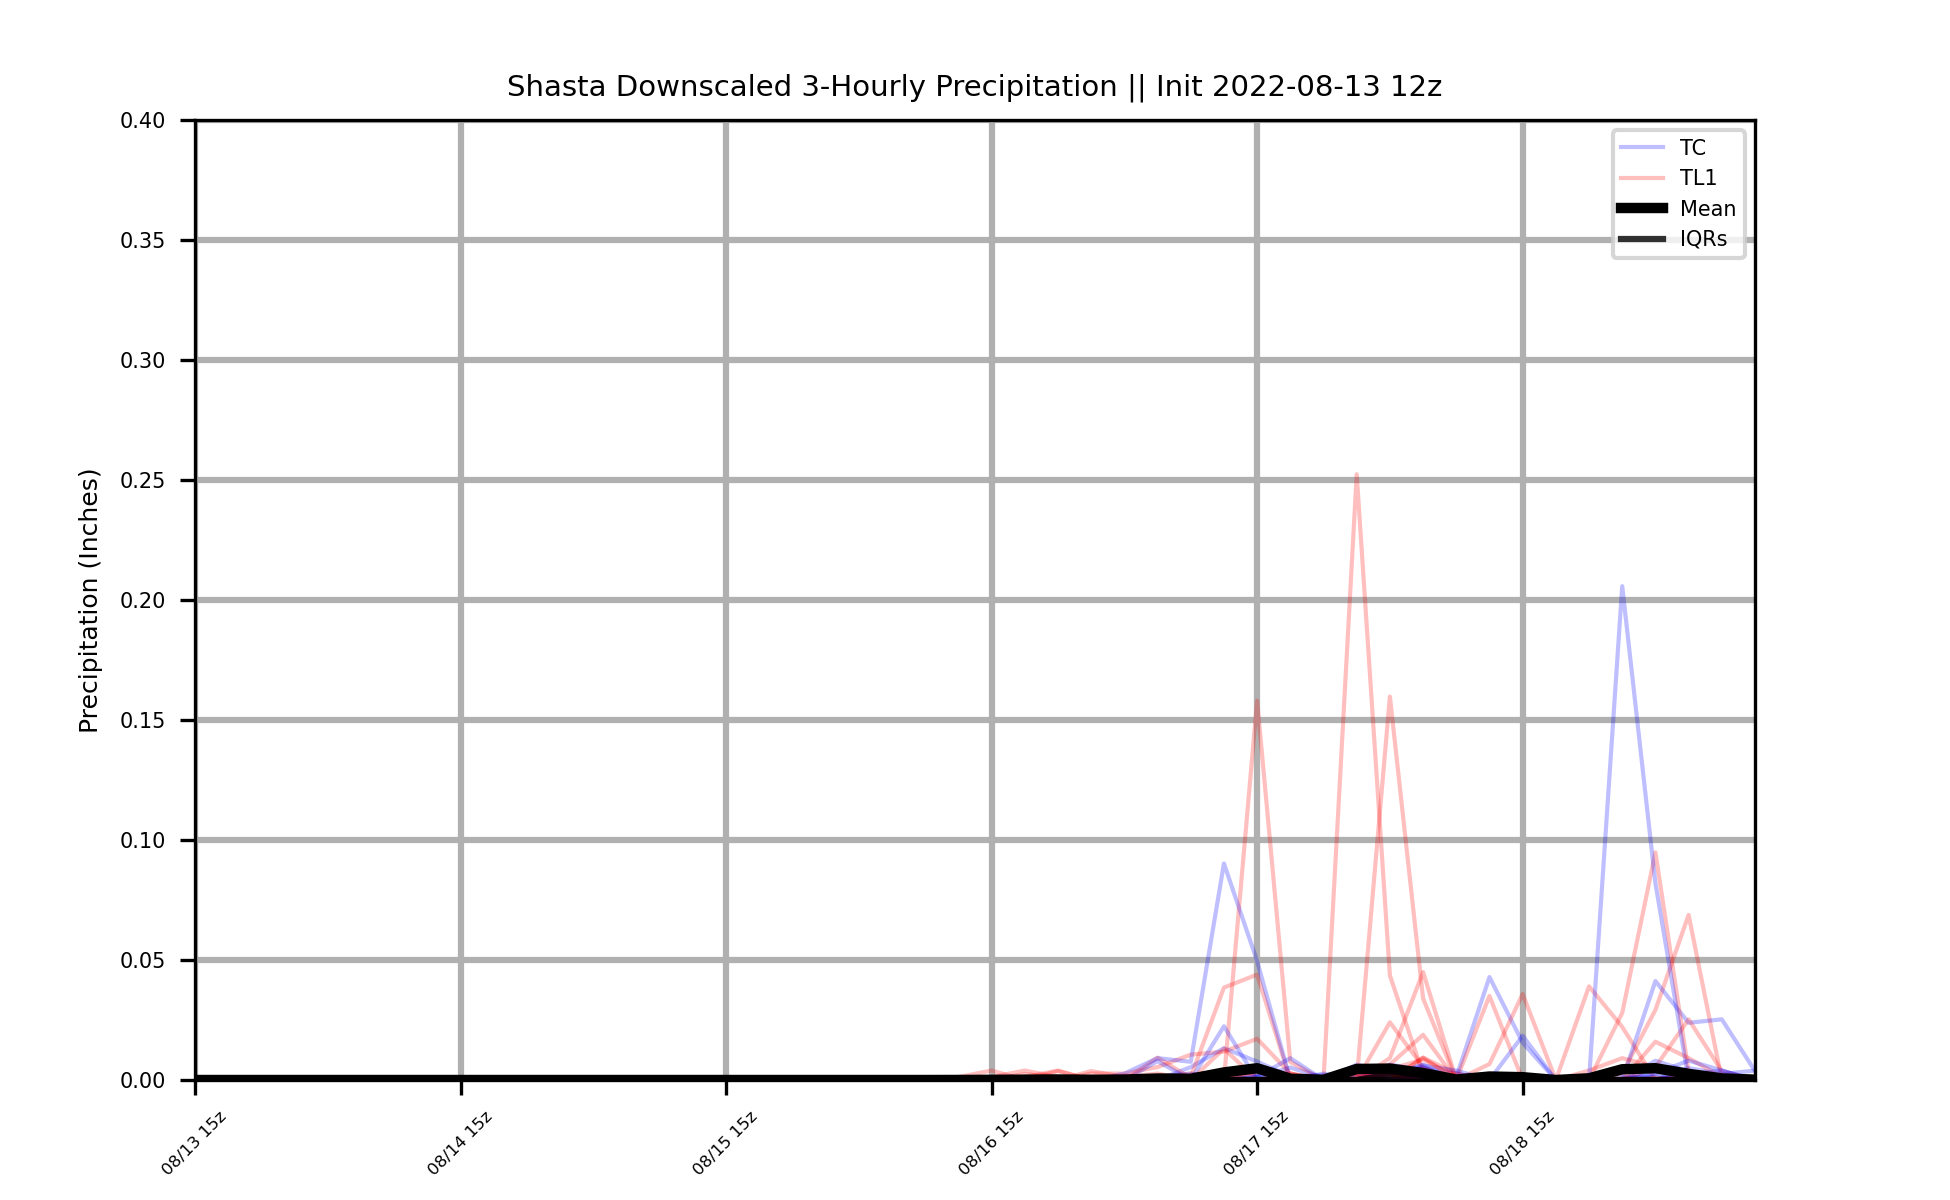 Shasta Downscaled 3-Hourly Precipitation || Init 2022-08-13 12z
TC
TL1
Mean
IQRs
Precipitation (Inches)
0.40
0.35
0.30
0.25
0.20
0.15
0.10
0.05
0.00
08/13 15z
08/14 15z
08/15 15z
08/16 15z
08/17 15z
08/18 15z